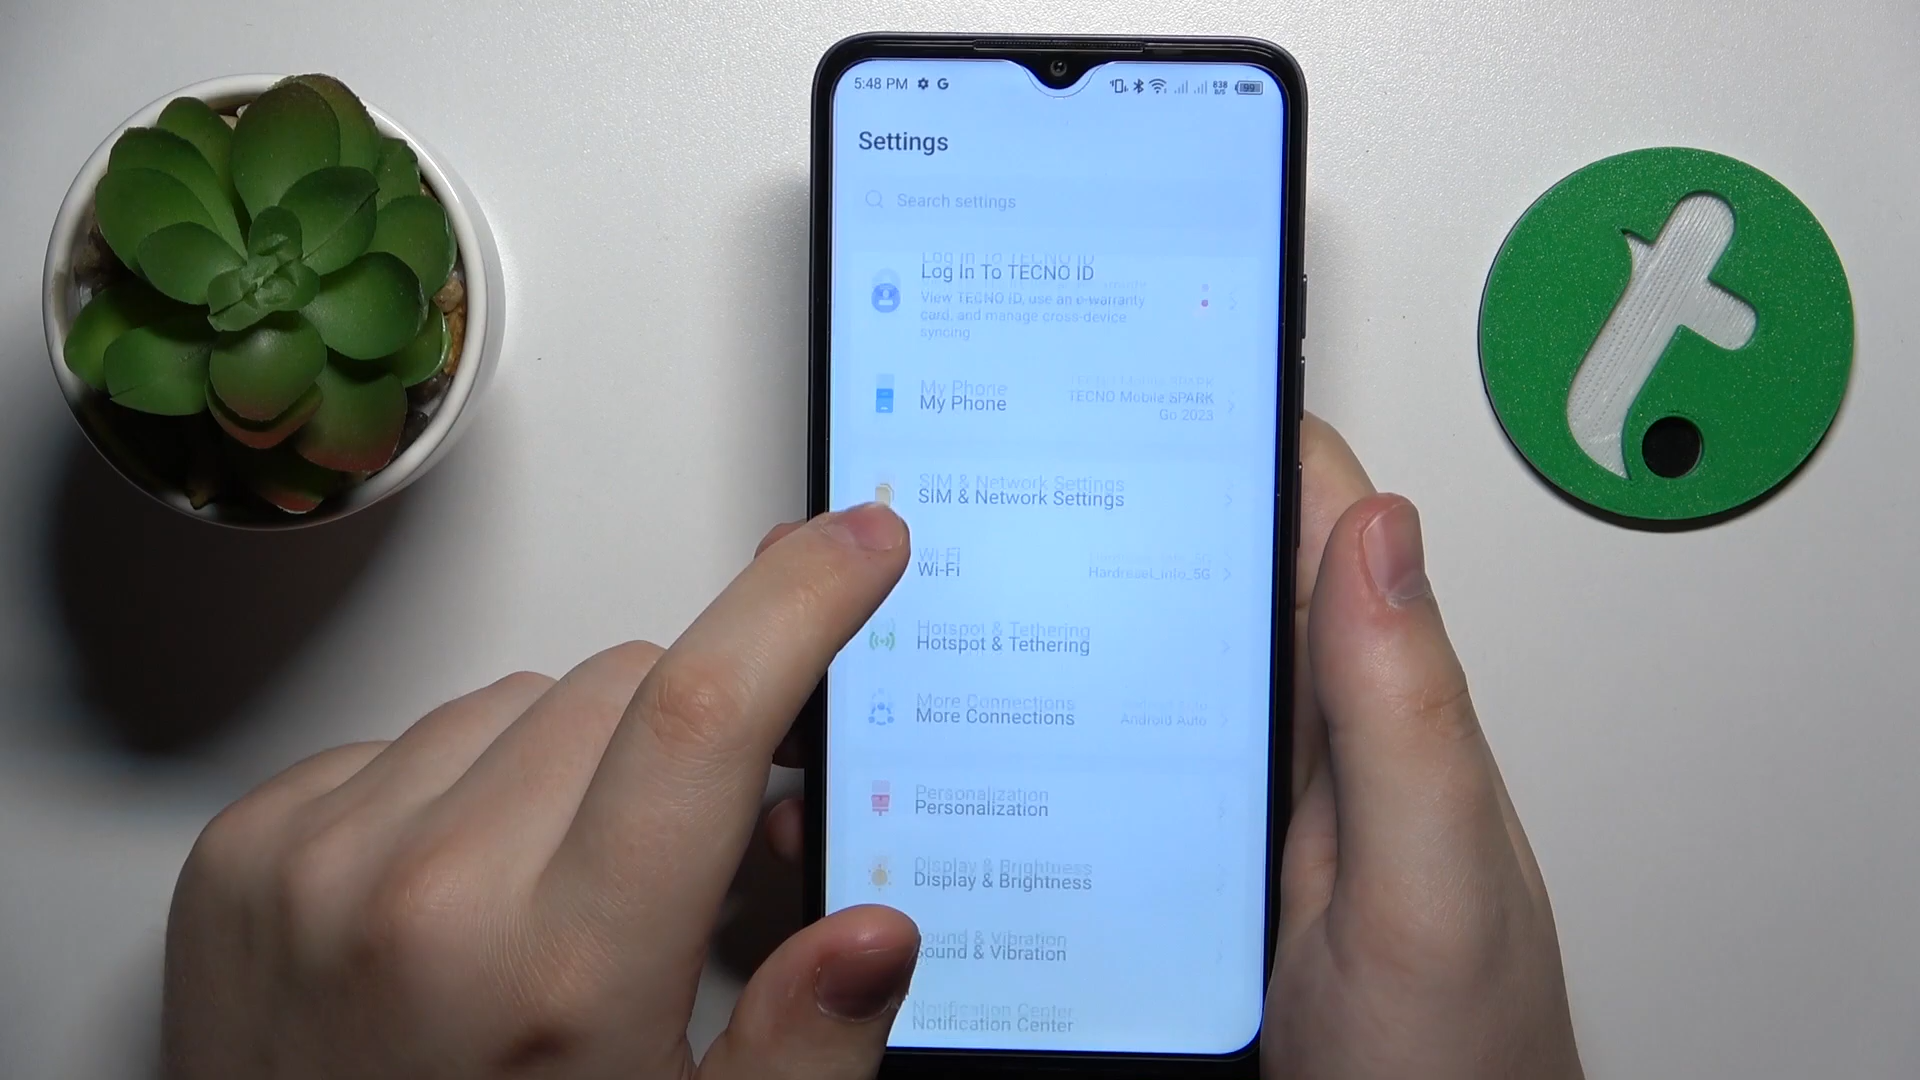 5:48 PM G 838 B/S 99
Settings
Search settings
Log In To TECNO ID
View TECNO ID, use an e-warranty
card, and manage cross-device
syncing
My Phone TECNO Mobile SPARK
Go 2023
SIM & Network Settings
Wi-Fi Hardreset_info_5G
Hotspot & Tethering
More Connections Android Auto
Personalization
Display & Brightness
Sound & Vibration
Notification Center
t